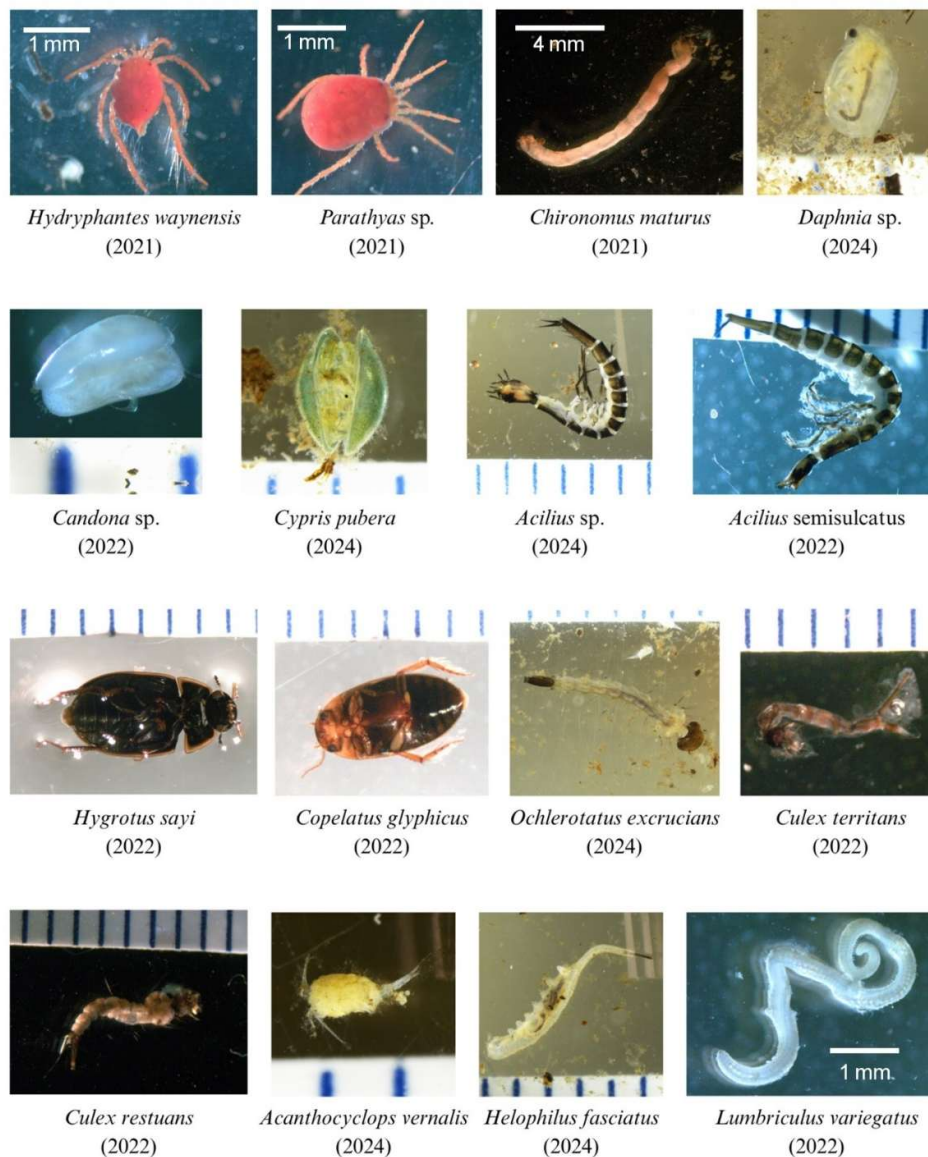 1 mm
1 mm
4 mm
Hydryphantes waynensis
(2021)
Parathyas sp.
(2021)
Chironomus maturus
(2021)
Daphnia sp.
(2024)
Candona sp.
(2022)
Cypris pubera
(2024)
Acilius sp.
(2024)
Acilius semisulcatus
(2022)
Hygrotus sayi
(2022)
Copelatus glyphicus
(2022)
Ochlerotatus excrucians
(2024)
Culex territans
(2022)
1 mm
Culex restuans
(2022)
Acanthocyclops vernalis
(2024)
Helophilus fasciatus
(2024)
Lumbriculus variegatus
(2022)